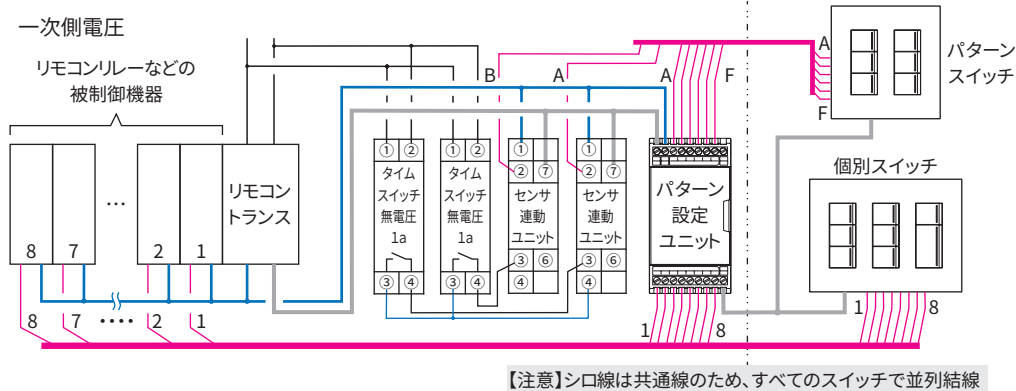 一次側電圧
リモコンリレーなどの
被制御機器
8 7 … 2 1
リモコン
トランス
8 7 ‥‥ 2 1
① ②
タイム
スイッチ
無電圧
1a
③ ④
① ②
タイム
スイッチ
無電圧
1a
③ ④
B
①
② ⑦
センサ
連動
ユニット
③ ⑥
④
A
①
② ⑦
センサ
連動
ユニット
③ ⑥
④
A F
パターン
設定
ユニット
1 8
A
F
パターン
スイッチ
個別スイッチ
1 8
【注意】シロ線は共通線のため、すべてのスイッチで並列結線